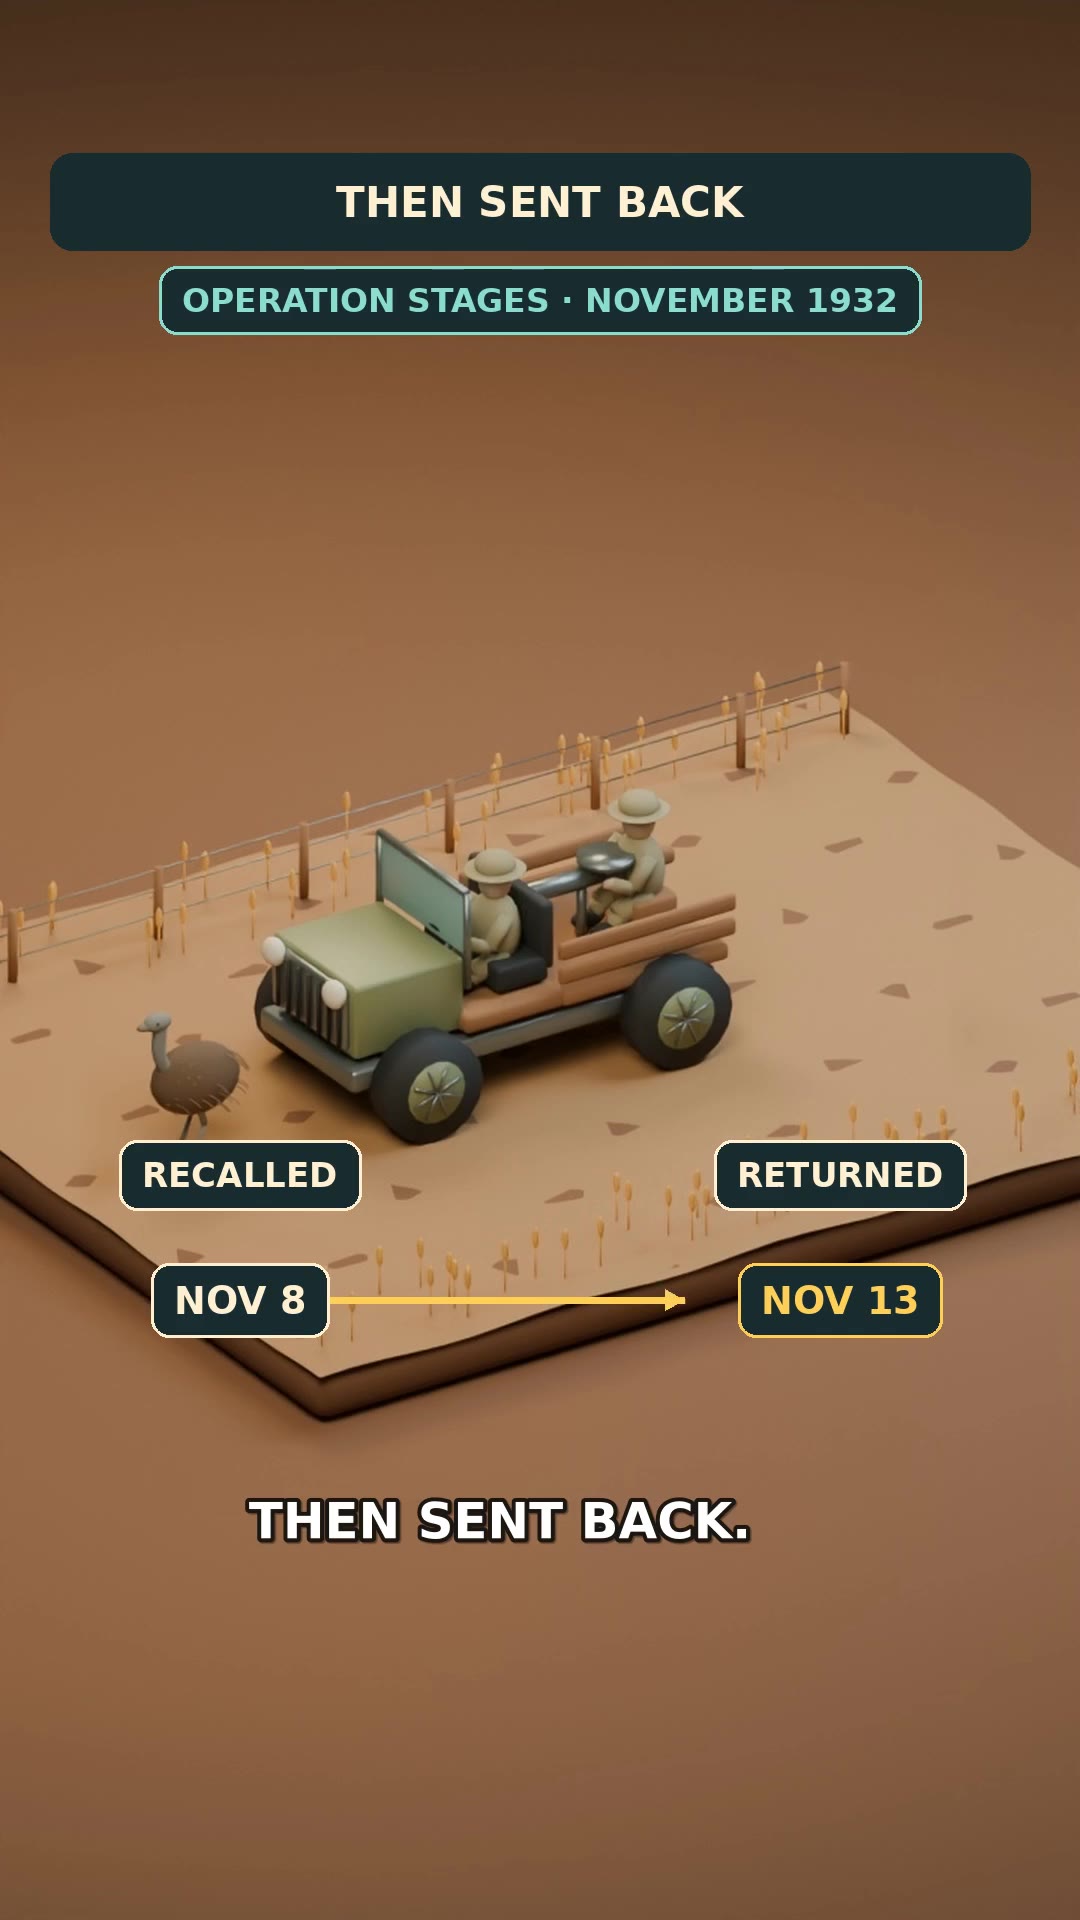 THEN SENT BACK
OPERATION STAGES · NOVEMBER 1932
RECALLED
RETURNED
NOV 8
NOV 13
THEN SENT BACK.